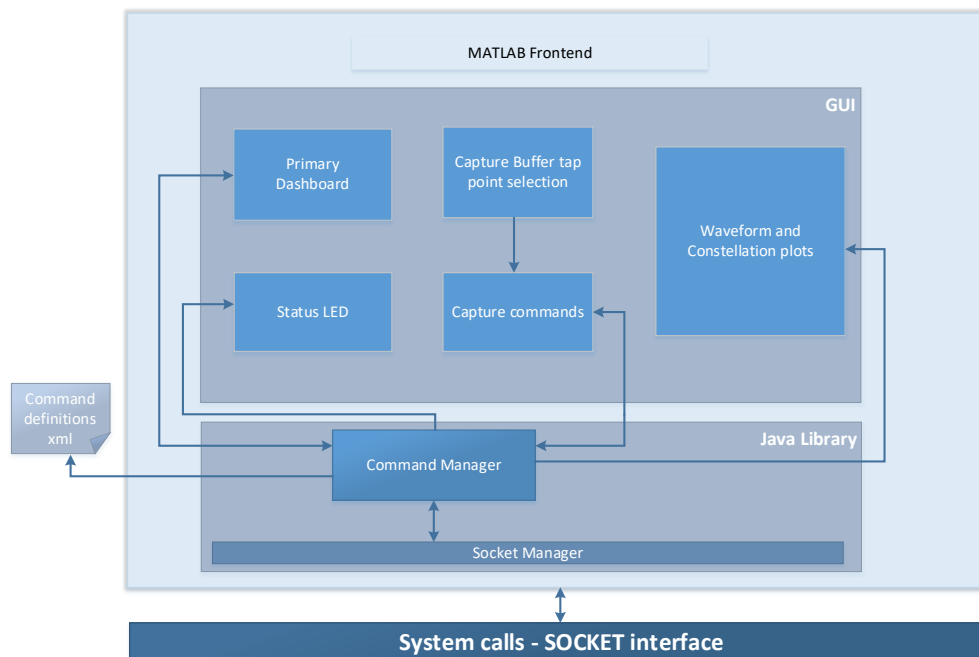 MATLAB Frontend
GUI
Primary
Dashboard
Capture Buffer tap
point selection
Waveform and
Constellation plots
Status LED
Capture commands
Command
definitions
xml
Java Library
Command Manager
Socket Manager
System calls - SOCKET interface